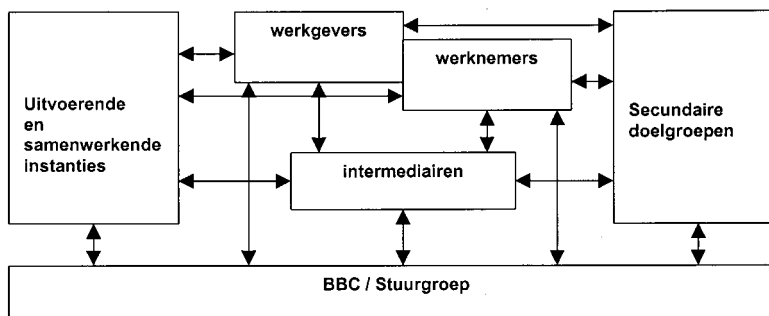 werkgevers
werknemers
Uitvoerende
en
samenwerkende
instanties
Secundaire
doelgroepen
intermediairen
BBC / Stuurgroep